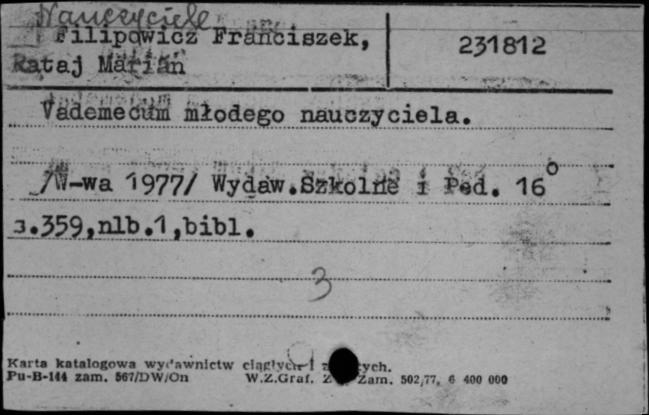 Nauczyciele
Filipowicz Franciszek,
231812
Rataj Marian
Vademecum młodego nauczyciela.
/W-wa 1977/ Wydaw.Szkolne i Ped. 16°
s.359,nlb.1,bibl.
3
Karta katalogowa wydawnictw ciągłych i
Pu-B-144 zam. 567/DW/On W.Z.Graf. Zam. 502/77, 6 400 000